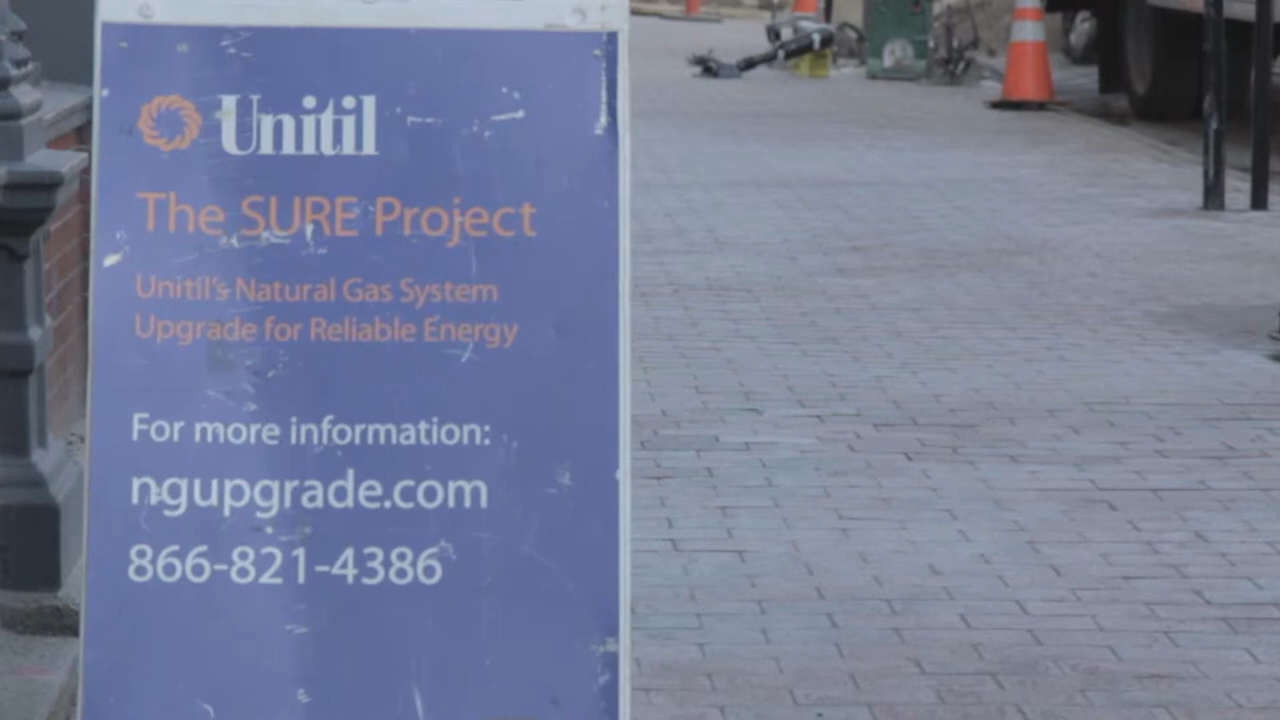 Unitil
The SURE Project
Unitil's Natural Gas System
Upgrade for Reliable Energy
For more information:
ngupgrade.com
866-821-4386